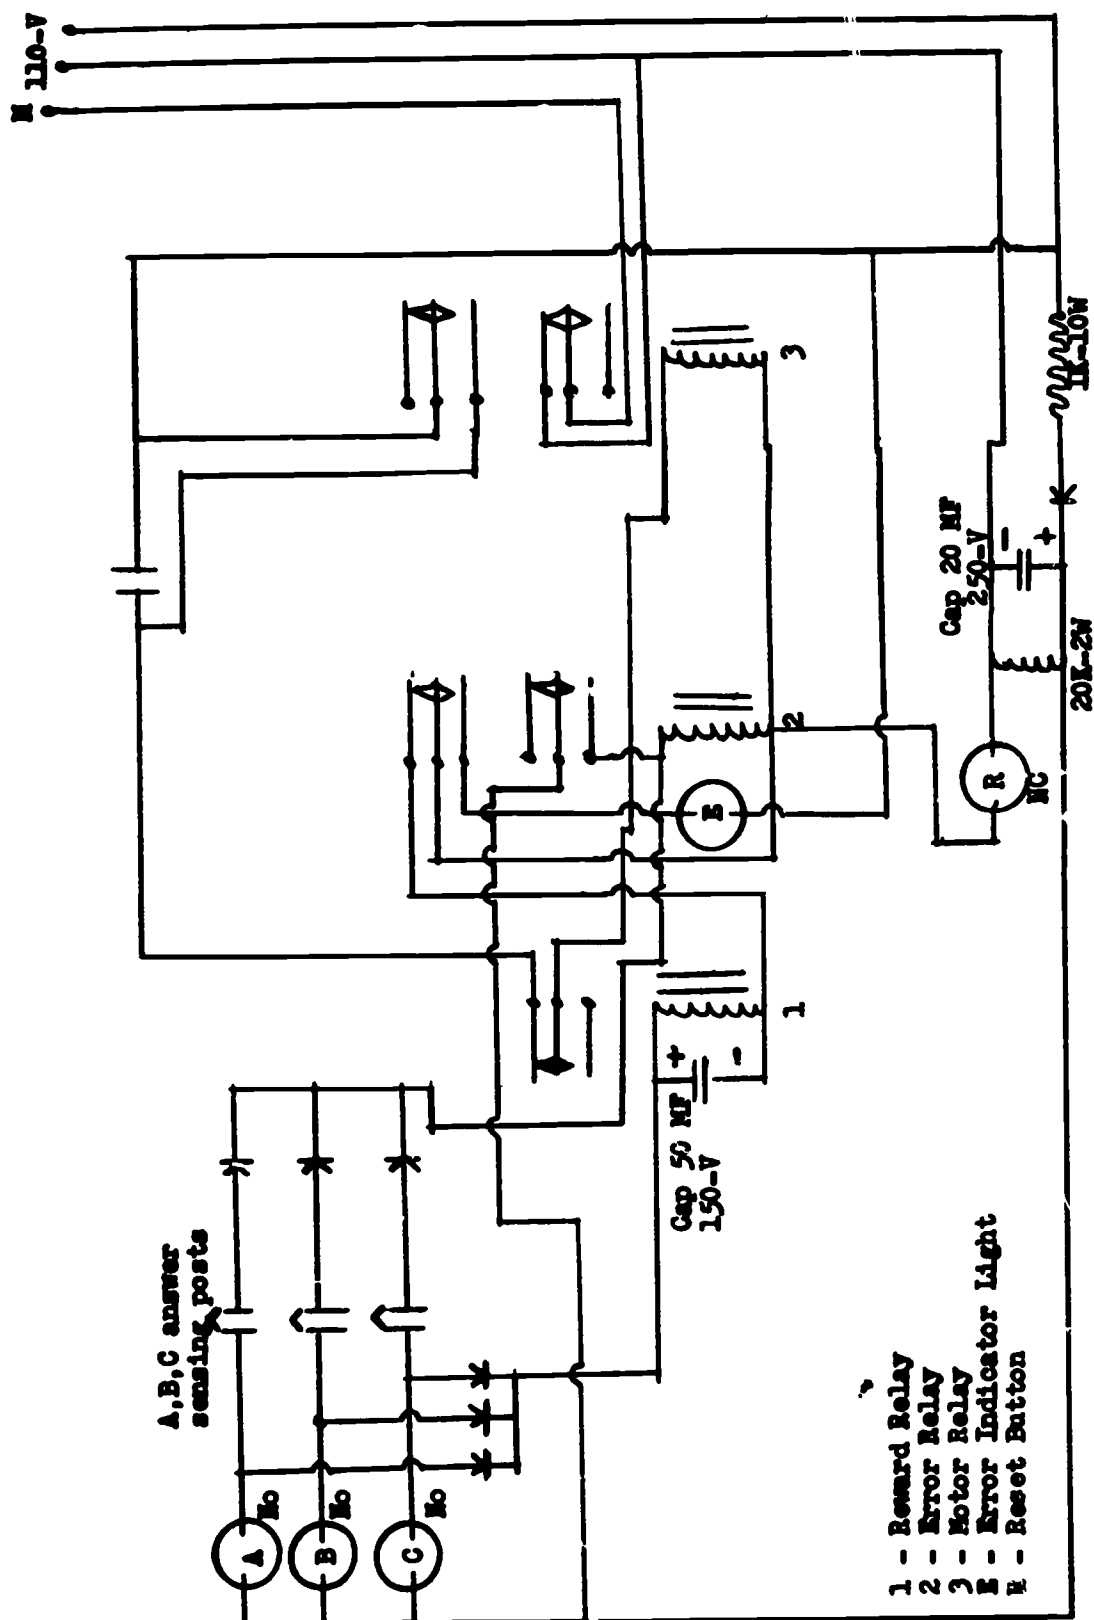 M 110-V
A,B,C answer
sensing posts
A
No
B
No
C
No
Cap 50 MF
150-V
+
-
1
E
2
3
R
NC
Cap 20 MF
250-V
-
+
20K-2W
1K-10W
1 - Reward Relay
2 - Error Relay
3 - Motor Relay
E - Error Indicator Light
R - Reset Button